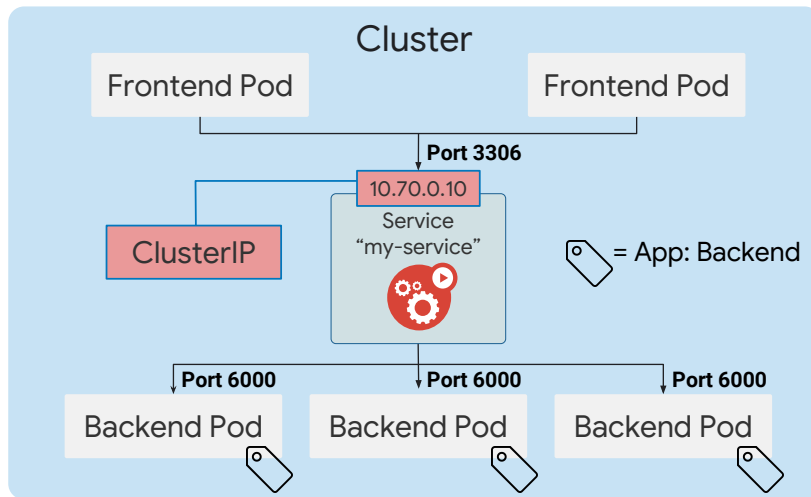 Cluster
Frontend Pod
Frontend Pod
Port 3306
10.70.0.10
ClusterIP
Service
“my-service”
= App: Backend
Port 6000
Port 6000
Port 6000
Backend Pod
Backend Pod
Backend Pod